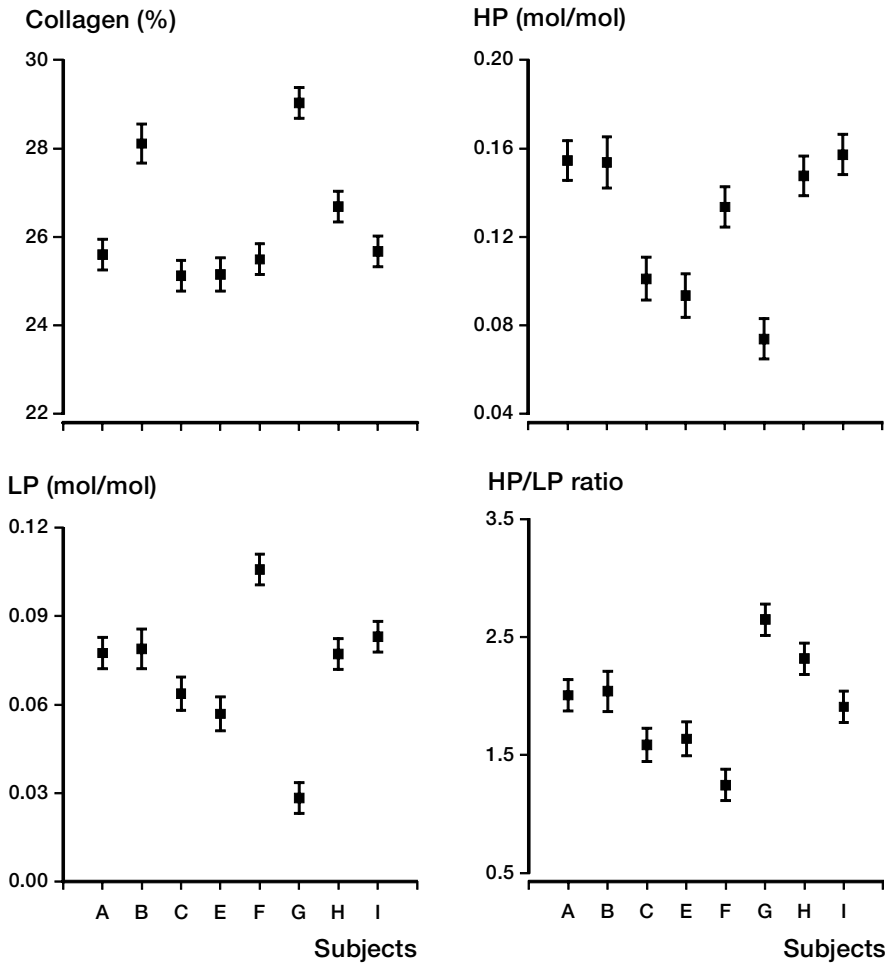 Collagen (%)
30
28
26
24
22
HP (mol/mol)
0.20
0.16
0.12
0.08
0.04
LP (mol/mol)
0.12
0.09
0.06
0.03
0.00
A B C E F G H I
Subjects
HP/LP ratio
3.5
2.5
1.5
0.5
A B C E F G H I
Subjects